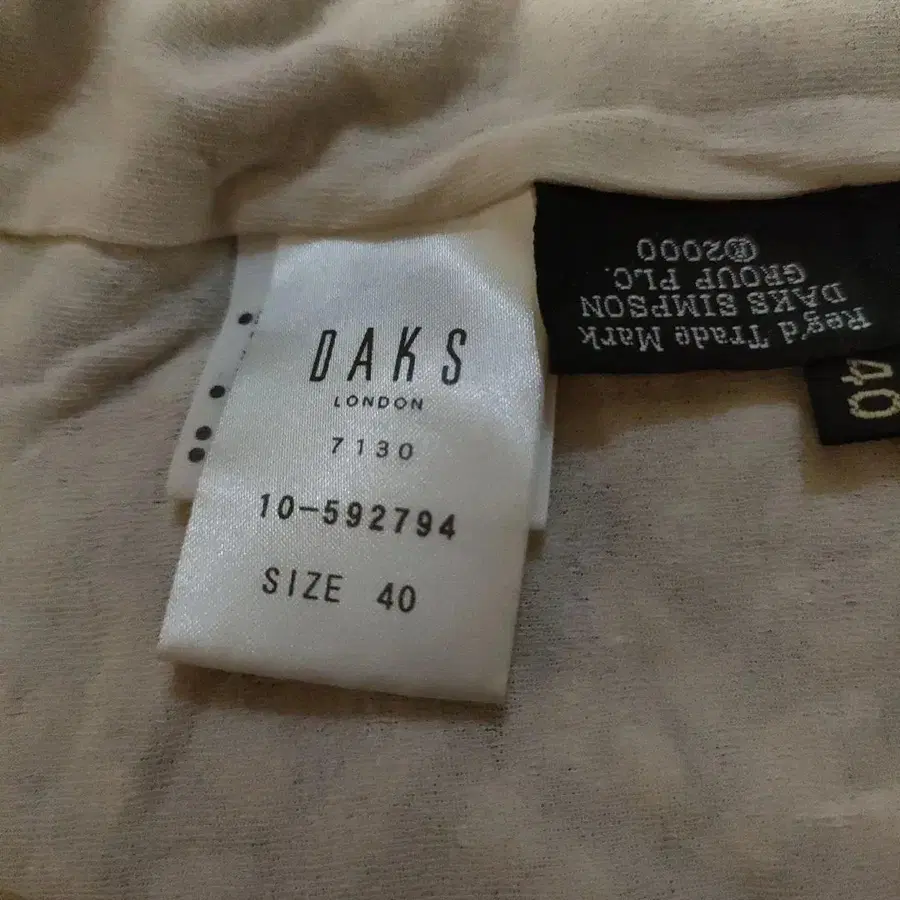 DAKS
LONDON
7130
10-592794
SIZE 40
Reg'd Trade Mark
DAKS SIMPSON
GROUP PLC.
®2000
40